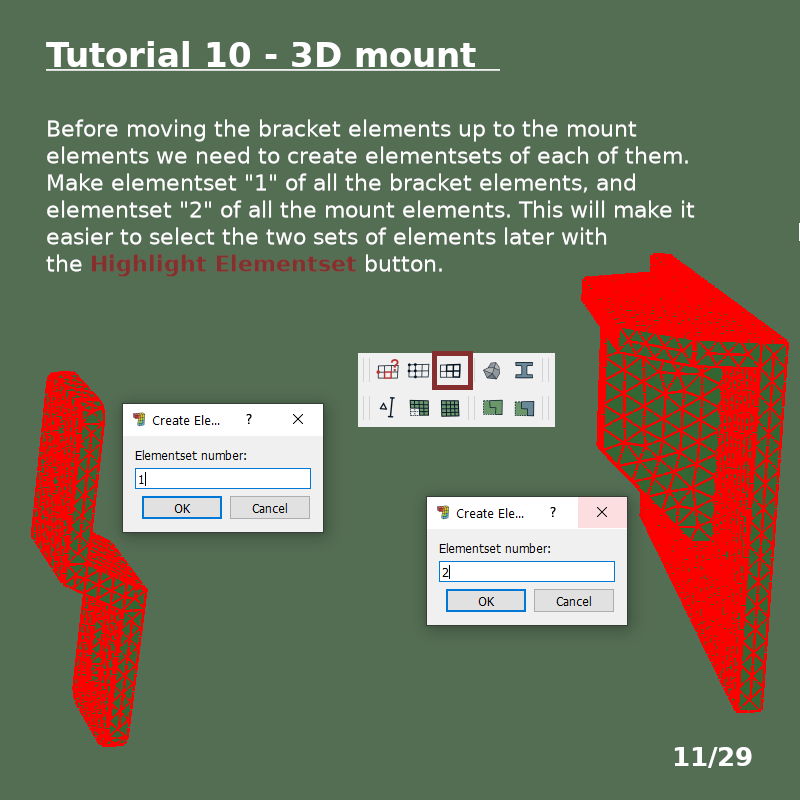 Tutorial 10 - 3D mount
Before moving the bracket elements up to the mount
elements we need to create elementsets of each of them.
Make elementset "1" of all the bracket elements, and
elementset "2" of all the mount elements. This will make it
easier to select the two sets of elements later with
the Highlight Elementset button.
Create Ele... ?
Elementset number:
1
OK Cancel
Create Ele... ?
Elementset number:
2
OK Cancel
11/29